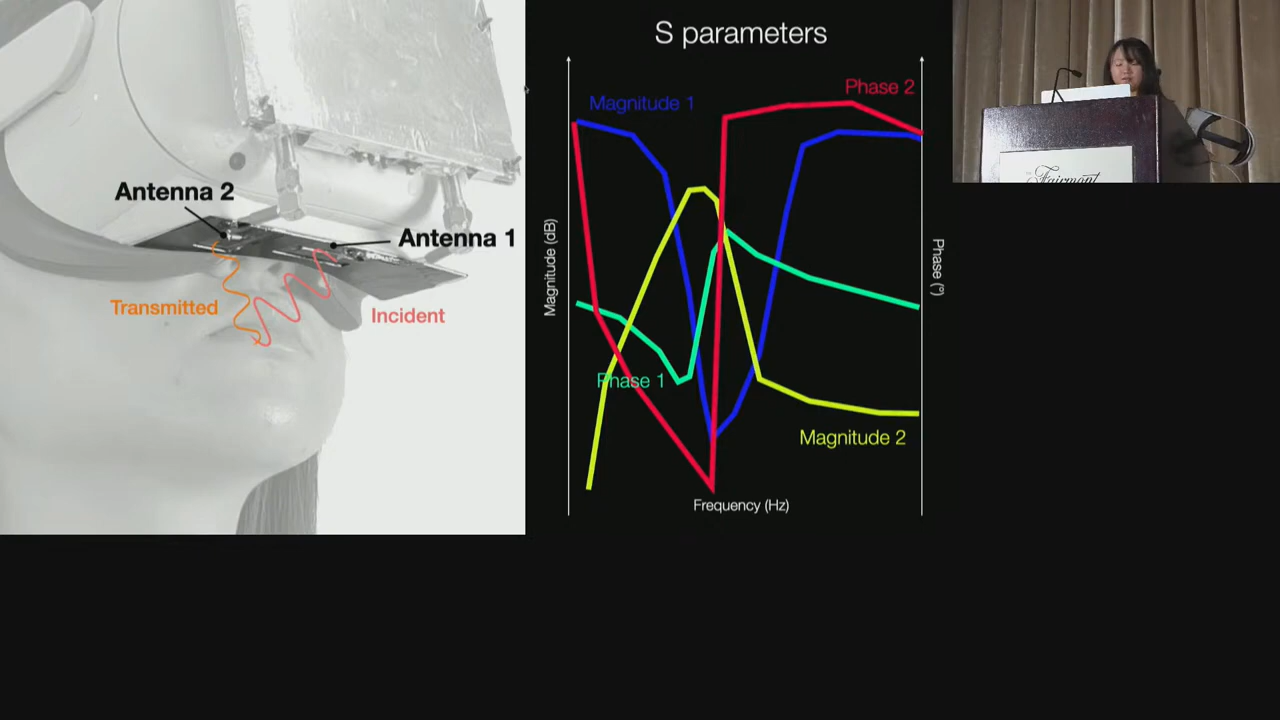 S parameters
Magnitude 1
Phase 2
Antenna 2
Antenna 1
Transmitted
Incident
Magnitude (dB)
Phase (°)
Phase 1
Magnitude 2
Frequency (Hz)
Fairmont